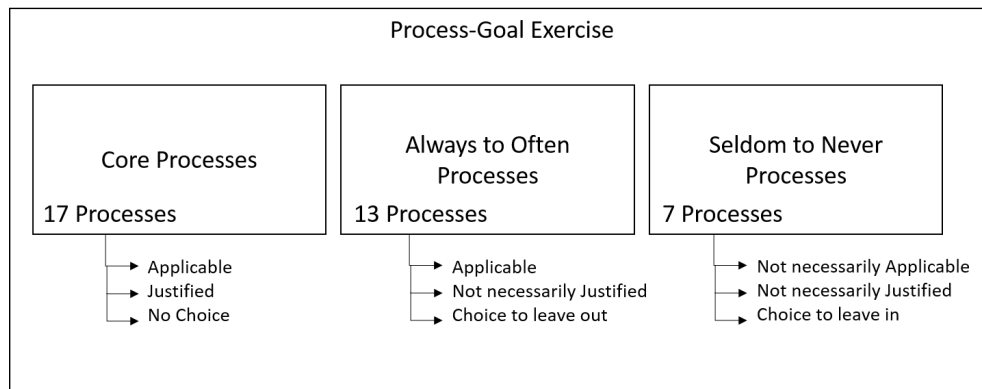 Process-Goal Exercise
Core Processes
17 Processes
Applicable
Justified
No Choice
Always to Often
Processes
13 Processes
Applicable
Not necessarily Justified
Choice to leave out
Seldom to Never
Processes
7 Processes
Not necessarily Applicable
Not necessarily Justified
Choice to leave in